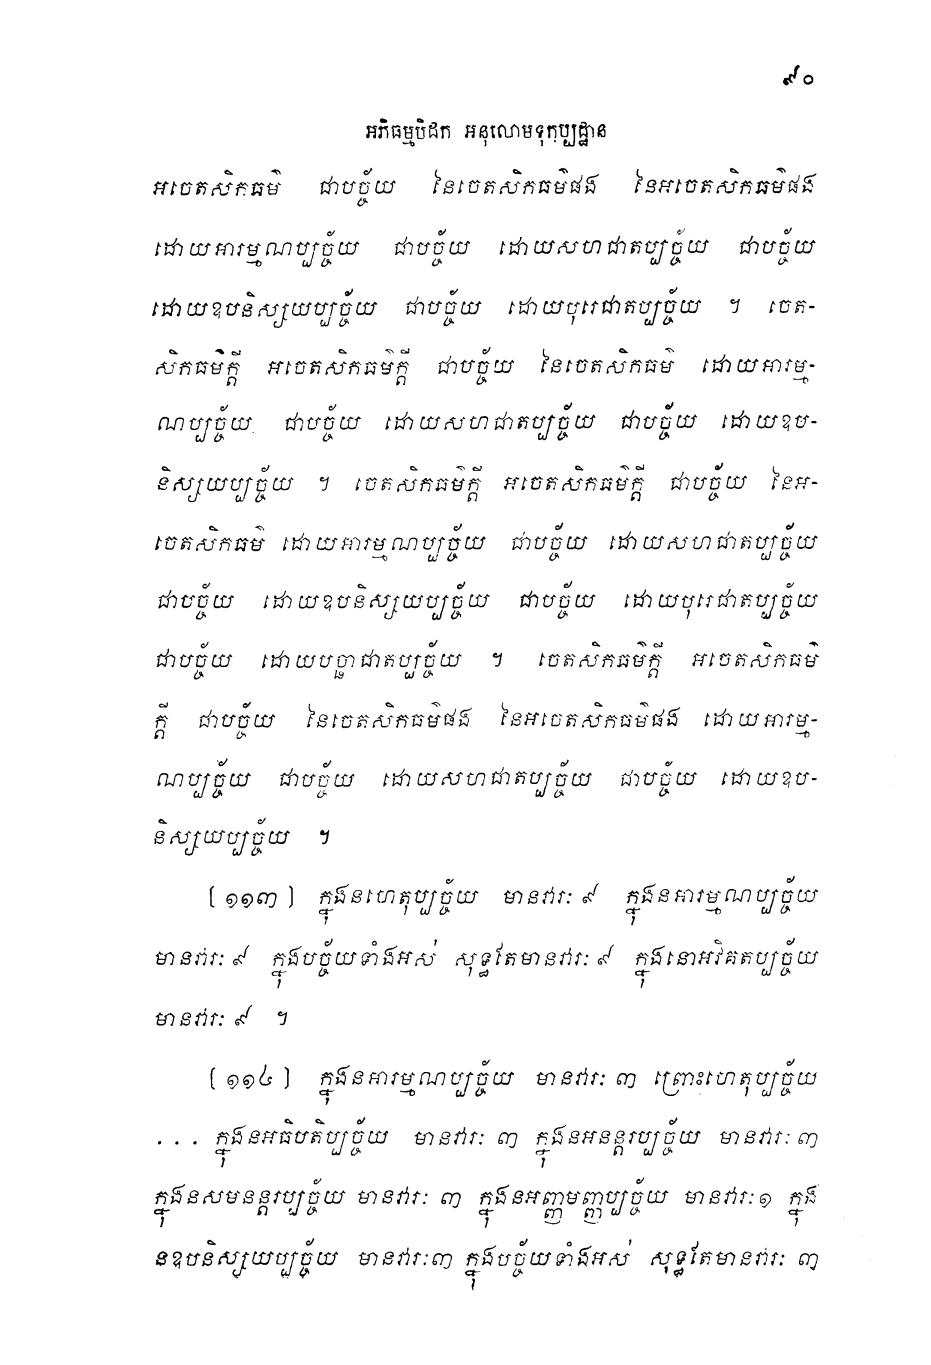 ៩០
អភិធម្មបិដក អនុលោមទុកប្បដ្ឋាន
អចេតសិកធម៌ ជាបច្ច័យ នៃចេតសិកធម៌ផង នៃអចេតសិកធម៌ផង
ដោយអារម្មណប្បច្ច័យ ជាបច្ច័យ ដោយសហជាតប្បច្ច័យ ជាបច្ច័យ
ដោយឧបនិស្សយប្បច្ច័យ ជាបច្ច័យ ដោយបុរេជាតប្បច្ច័យ ។ ចេត-
សិកធម៌ក្តី អចេតសិកធម៌ក្តី ជាបច្ច័យ នៃចេតសិកធម៌ ដោយអារម្ម-
ណប្បច្ច័យ ជាបច្ច័យ ដោយសហជាតប្បច្ច័យ ជាបច្ច័យ ដោយឧប-
និស្សយប្បច្ច័យ ។ ចេតសិកធម៌ក្តី អចេតសិកធម៌ក្តី ជាបច្ច័យ នៃអ-
ចេតសិកធម៌ ដោយអារម្មណប្បច្ច័យ ជាបច្ច័យ ដោយសហជាតប្បច្ច័យ
ជាបច្ច័យ ដោយឧបនិស្សយប្បច្ច័យ ជាបច្ច័យ ដោយបុរេជាតប្បច្ច័យ
ជាបច្ច័យ ដោយបច្ឆាជាតប្បច្ច័យ ។ ចេតសិកធម៌ក្តី អចេតសិកធម៌
ក្តី ជាបច្ច័យ នៃចេតសិកធម៌ផង នៃអចេតសិកធម៌ផង ដោយអារម្ម-
ណប្បច្ច័យ ជាបច្ច័យ ដោយសហជាតប្បច្ច័យ ជាបច្ច័យ ដោយឧប-
និស្សយប្បច្ច័យ ។
[១១៣] ក្នុងនហេតុប្បច្ច័យ មានវារៈ ៩ ក្នុងនអារម្មណប្បច្ច័យ
មានវារៈ ៩ ក្នុងបច្ច័យទាំងអស់ សុទ្ធតែមានវារៈ ៩ ក្នុងនោអវិគតប្បច្ច័យ
មានវារៈ ៩ ។
[១១៤] ក្នុងនអារម្មណប្បច្ច័យ មានវារៈ ៣ ព្រោះហេតុប្បច្ច័យ
... ក្នុងនអធិបតិប្បច្ច័យ មានវារៈ ៣ ក្នុងនអនន្តរប្បច្ច័យ មានវារៈ ៣
ក្នុងនសមនន្តរប្បច្ច័យ មានវារៈ ៣ ក្នុងនអញ្ញមញ្ញប្បច្ច័យ មានវារៈ១ ក្នុង
នឧបនិស្សយប្បច្ច័យ មានវារៈ៣ ក្នុងបច្ច័យទាំងអស់ សុទ្ធតែមានវារៈ ៣